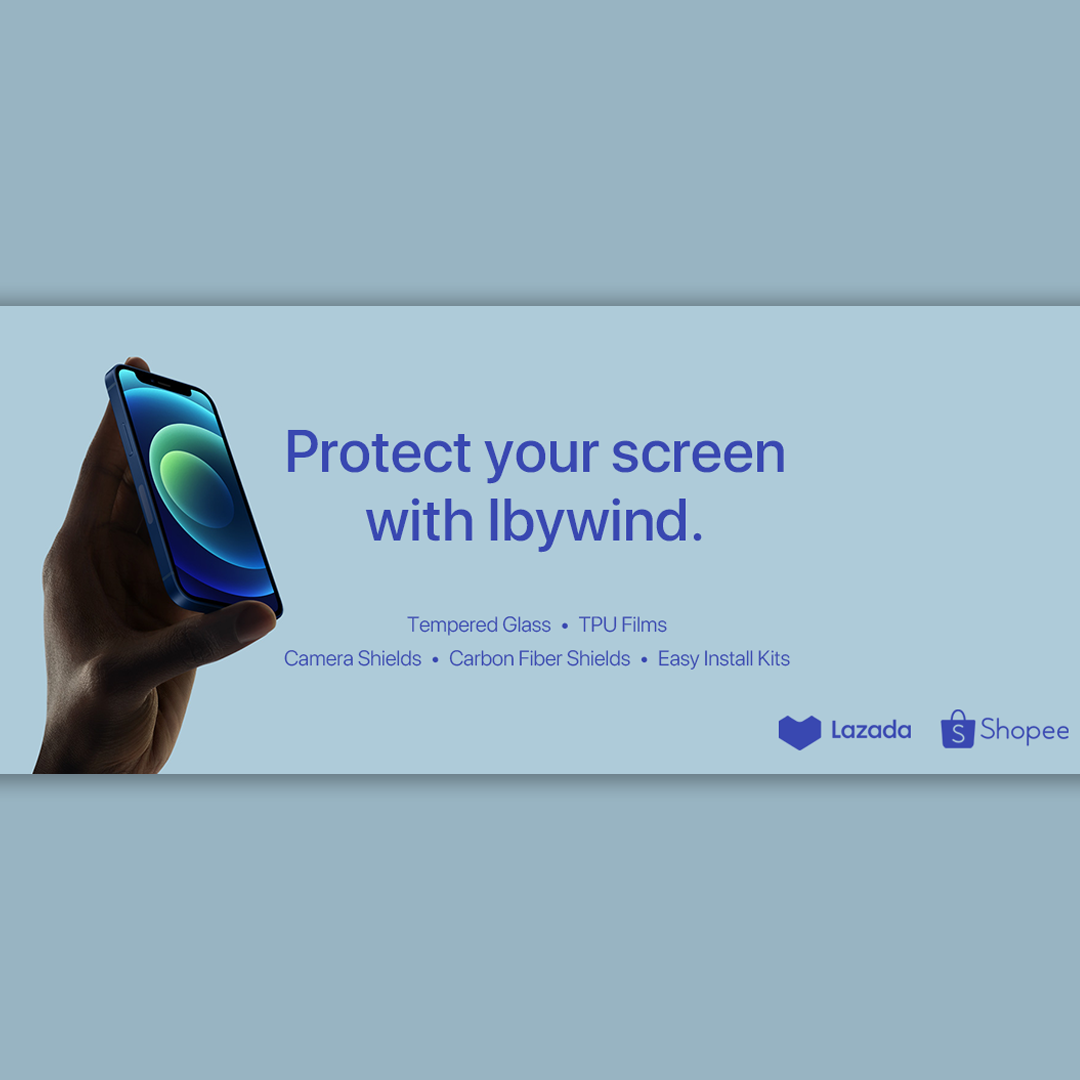 Protect your screen
with Ibywind.
Tempered Glass • TPU Films
Camera Shields • Carbon Fiber Shields • Easy Install Kits
Lazada
S Shopee